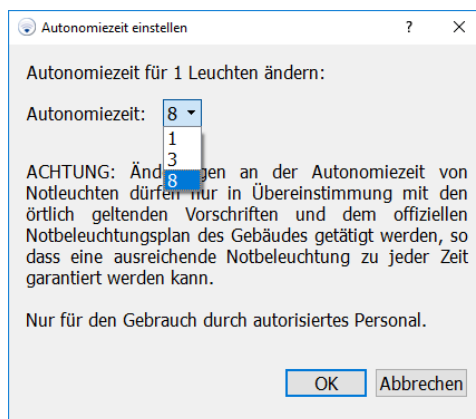 Autonomiezeit einstellen ? ×
Autonomiezeit für 1 Leuchten ändern:
Autonomiezeit: 8
1
3
8
ACHTUNG: Änd gen an der Autonomiezeit von
Notleuchten dürfen nur in Übereinstimmung mit den
örtlich geltenden Vorschriften und dem offiziellen
Notbeleuchtungsplan des Gebäudes getätigt werden, so
dass eine ausreichende Notbeleuchtung zu jeder Zeit
garantiert werden kann.
Nur für den Gebrauch durch autorisiertes Personal.
OK Abbrechen